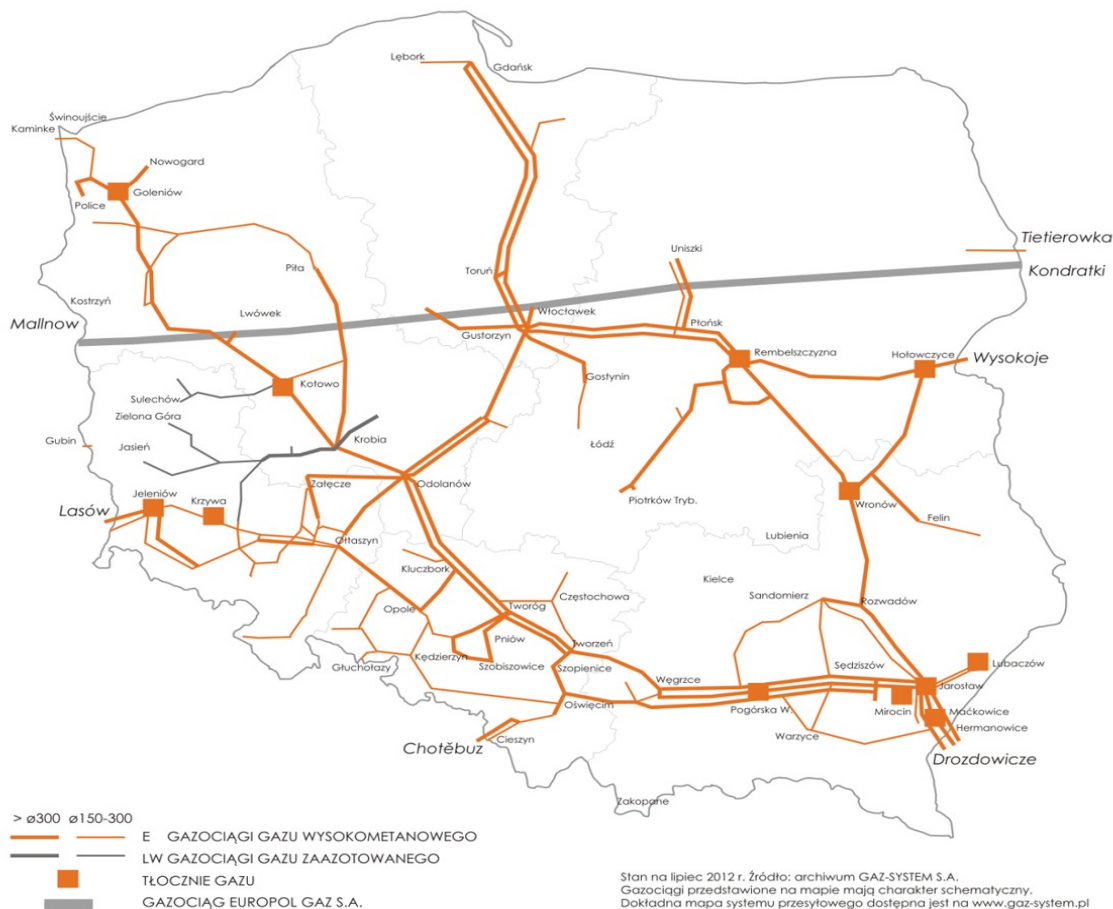 Lębork
Gdańsk
Świnoujście
Kaminke
Nowogard
Goleniów
Police
Tietierowka
Uniszki
Toruń
Piła
Kondratki
Kostrzyń
Włocławek
Lwówek
Mallnow
Płońsk
Gustorzyn
Rembelszczyzna
Hołowczyce
Wysokoje
Gostynin
Kotowo
Sulechów
Zielona Góra
Krobia
Gubin
Jasień
Łódź
Załęcze
Odolanów
Jeleniów
Krzywa
Piotrków Tryb.
Wronów
Lasów
Felin
Ołtaszyn
Lubienia
Kluczbork
Kielce
Częstochowa
Sandomierz
Opole
Tworóg
Rozwadów
Pniów
Tworzeń
Kędzierzyn
Szobiszowice
Szopienice
Głuchołazy
Sędziszów
Lubaczów
Węgrzce
Jarosław
Oświęcim
Pogórska W.
Mirocin
Maćkowice
Hermanowice
Warzyce
Cieszyn
Chotěbuz
Drozdowicze
Zakopane
> ø300 ø150-300
E GAZOCIĄGI GAZU WYSOKOMETANOWEGO
LW GAZOCIĄGI GAZU ZAAZOTOWANEGO
TŁOCZNIE GAZU
GAZOCIĄG EUROPOL GAZ S.A.
Stan na lipiec 2012 r. Źródło: archiwum GAZ-SYSTEM S.A.
Gazociągi przedstawione na mapie mają charakter schematyczny.
Dokładna mapa systemu przesyłowego dostępna jest na www.gaz-system.pl